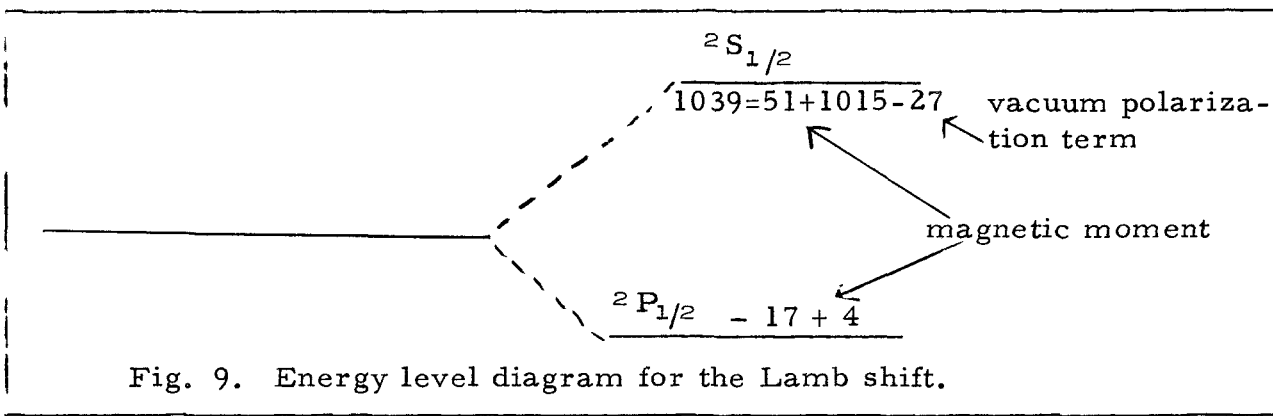 ²S₁/₂
1039=51+1015-27 vacuum polariza-
tion term
magnetic moment
²P₁/₂ - 17 + 4
Fig. 9. Energy level diagram for the Lamb shift.